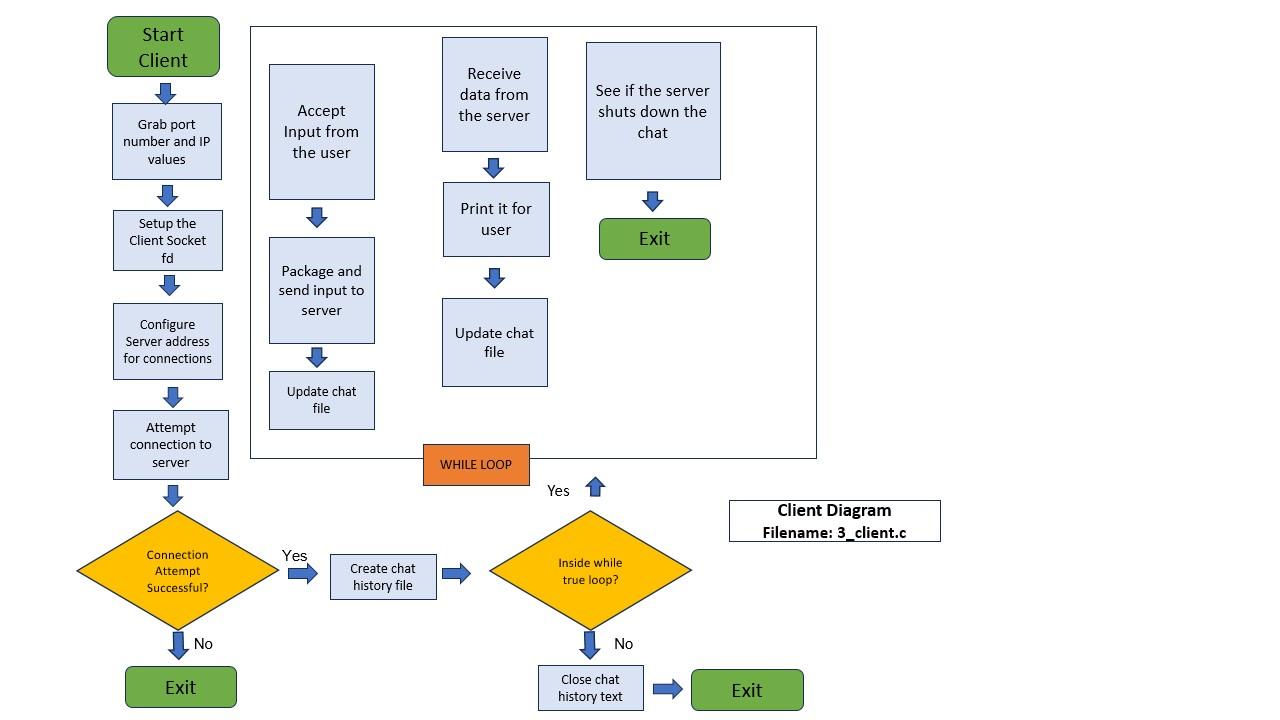 Start
Client
Grab port
number and IP
values
Setup the
Client Socket
fd
Configure
Server address
for connections
Attempt
connection to
server
Connection
Attempt
Successful?
No
Exit
Yes
Create chat
history file
Inside while
true loop?
No
Close chat
history text
Exit
Yes
WHILE LOOP
Accept
Input from
the user
Package and
send input to
server
Update chat
file
Receive
data from
the server
Print it for
user
Update chat
file
See if the server
shuts down the
chat
Exit
Client Diagram
Filename: 3_client.c